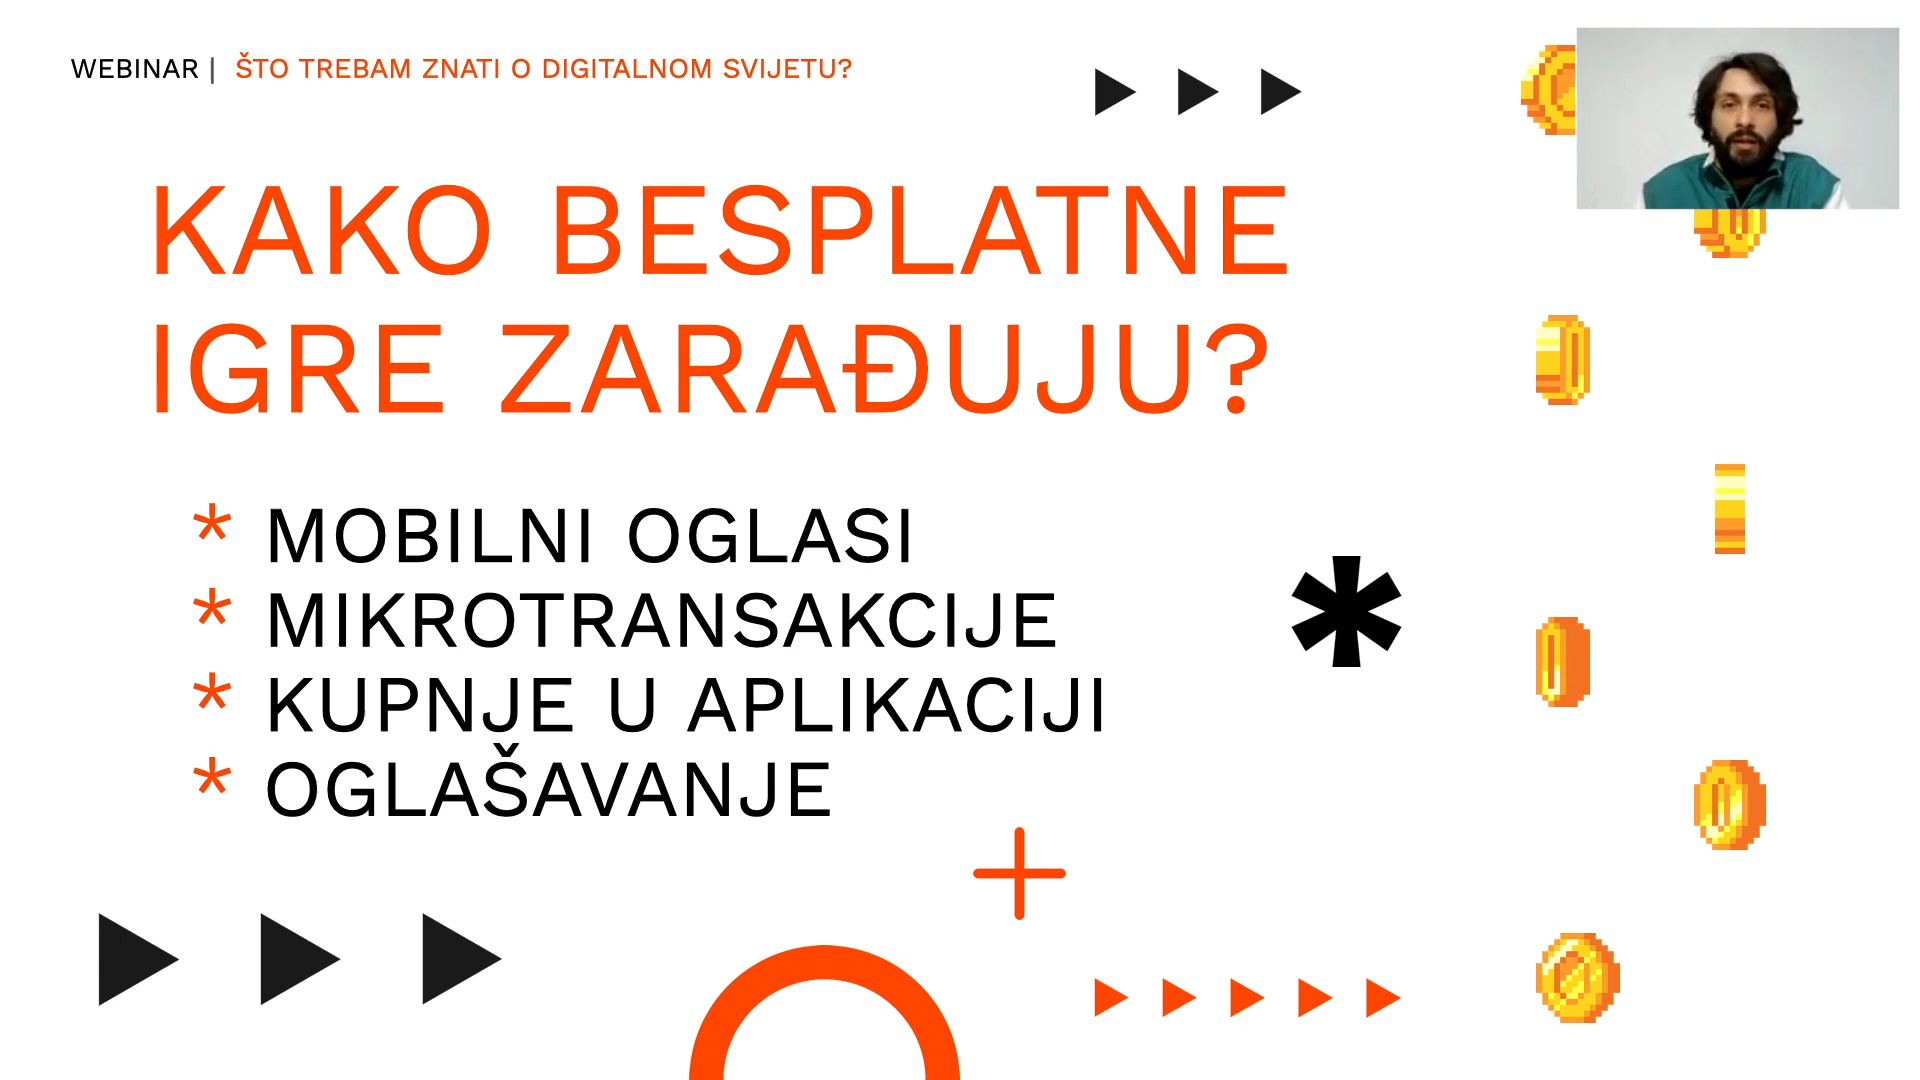 WEBINAR | ŠTO TREBAM ZNATI O DIGITALNOM SVIJETU?
KAKO BESPLATNE
IGRE ZARAĐUJU?
* MOBILNI OGLASI
* MIKROTRANSAKCIJE
* KUPNJE U APLIKACIJI
* OGLAŠAVANJE